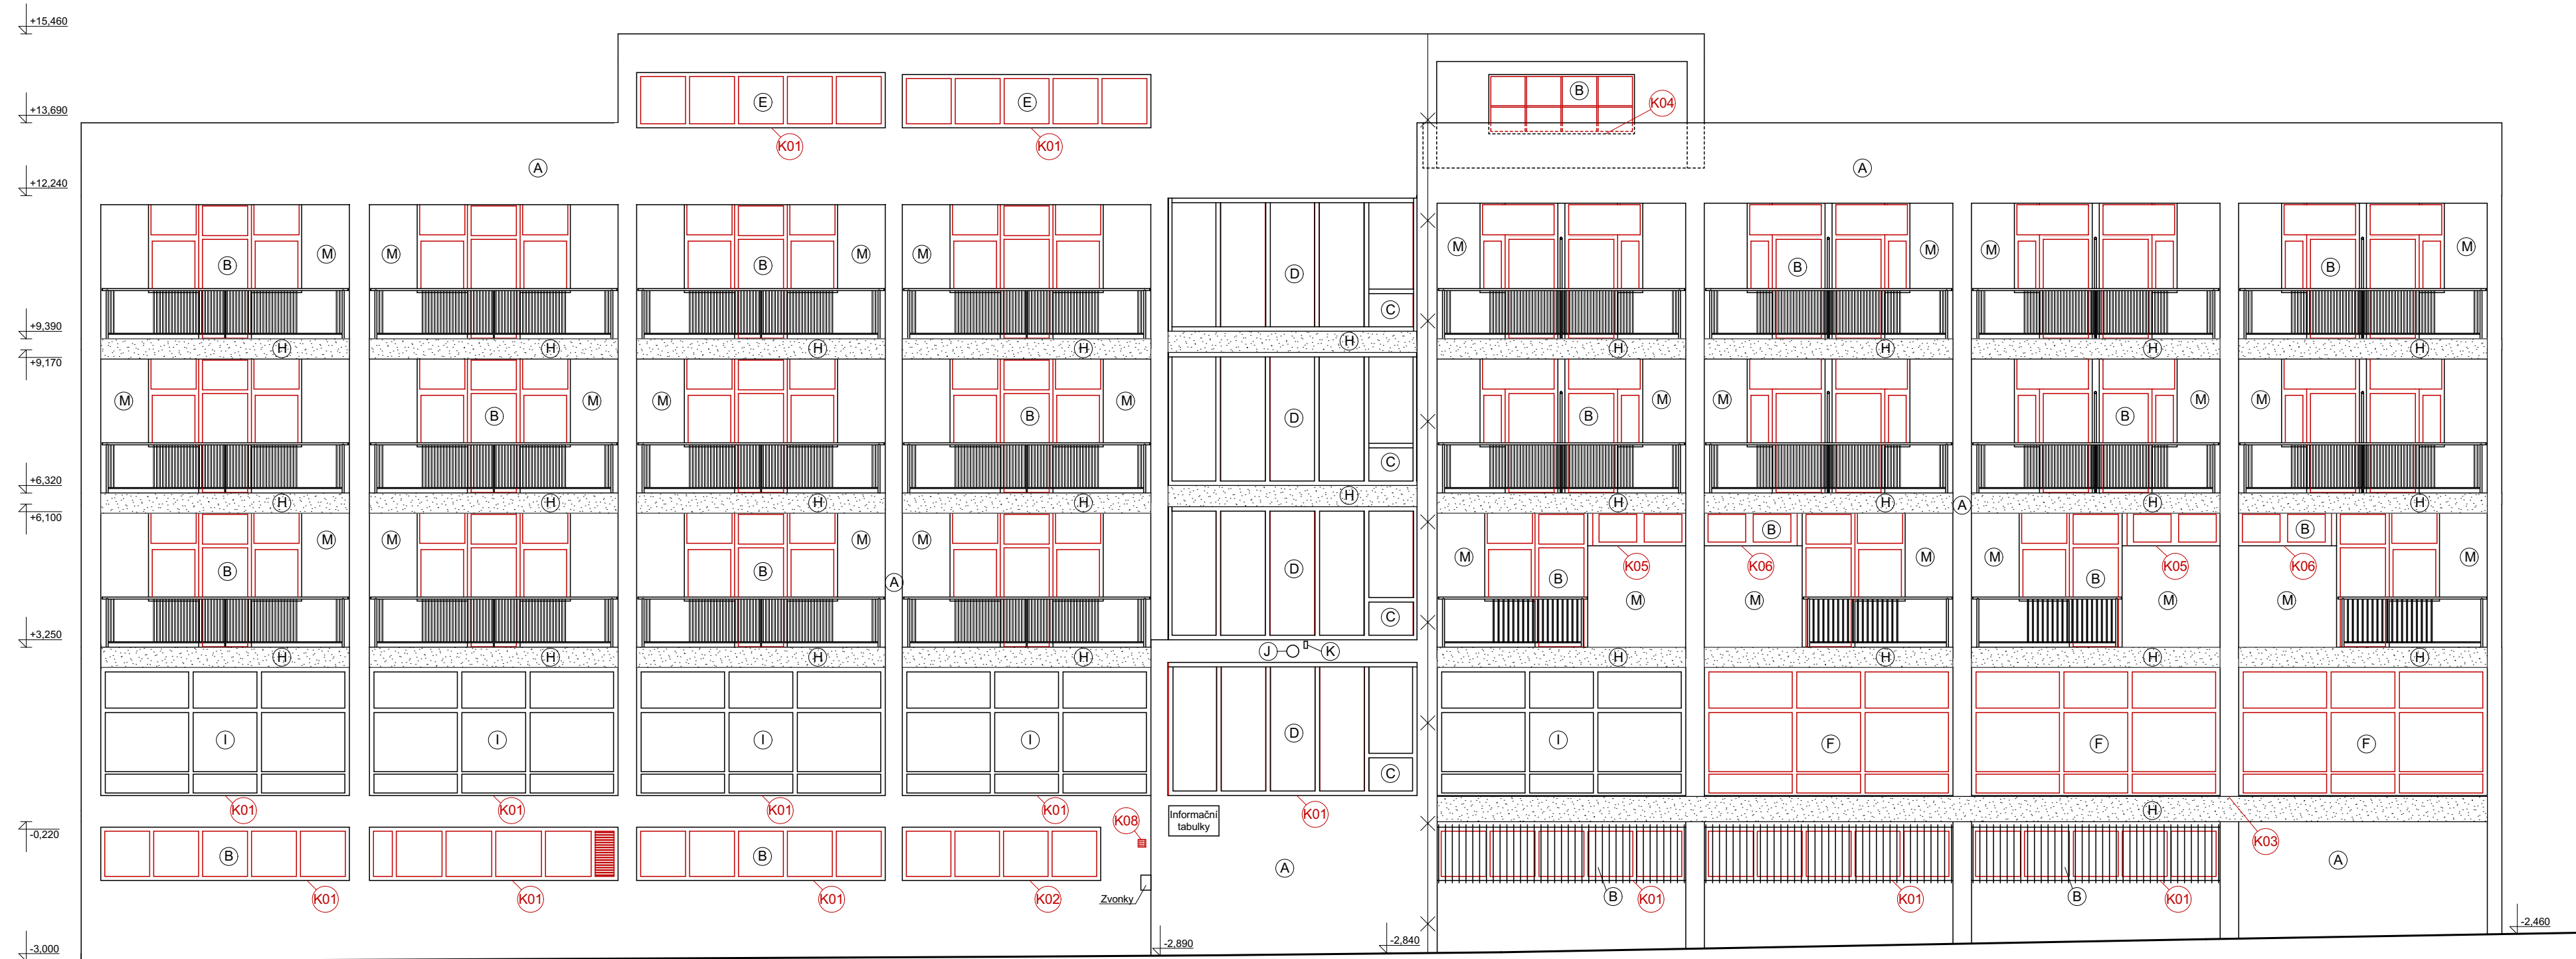 +15,460
E
E
B
K04
+13,690
K01
K01
A
A
+12,240
B
M
M
B
M
M
D
M
B
M
M
B
M
C
+9,390
H
H
H
H
H
H
H
H
H
+9,170
M
B
M
M
B
M
D
B
M
M
B
M
M
C
+6,320
H
H
H
H
H
H
H
A
H
H
+6,100
B
B
M
M
M
M
M
M
M
M
B
K05
K06
B
K05
K06
B
D
B
B
A
M
M
M
M
C
+3,250
J
K
H
H
H
H
H
H
H
H
I
I
I
I
D
I
F
F
F
C
K01
K01
K01
K01
K01
H
K08
Informační
tabulky
-0,220
K03
B
B
A
A
K01
K01
K01
K02
Zvonky
B
K01
K01
B
K01
-2,460
-3,000
-2,890
-2,840